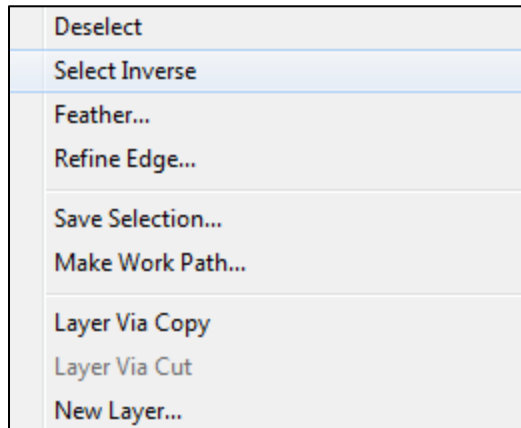 Deselect
Select Inverse
Feather...
Refine Edge...
Save Selection...
Make Work Path...
Layer Via Copy
Layer Via Cut
New Layer...